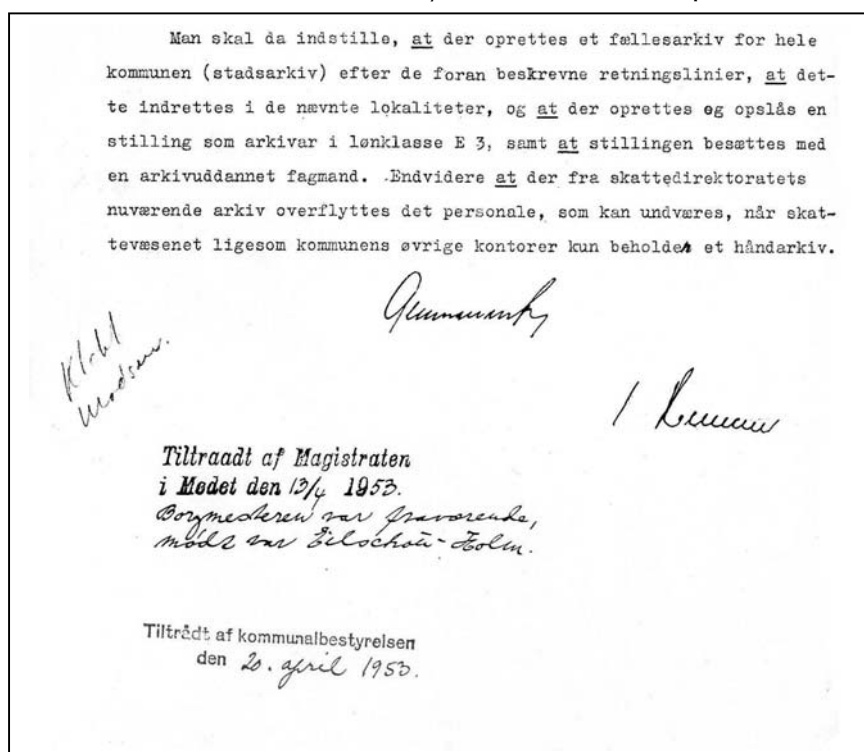 Man skal da indstille, at der oprettes et fællesarkiv for hele
kommunen (stadsarkiv) efter de foran beskrevne retningslinier, at det-
te indrettes i de nævnte lokaliteter, og at der oprettes og opslås en
stilling som arkivar i lønklasse E 3, samt at stillingen besættes med
en arkivuddannet fagmand. Endvidere at der fra skattedirektoratets
nuværende arkiv overflyttes det personale, som kan undværes, når skat-
tevæsenet ligesom kommunens øvrige kontorer kun beholder et håndarkiv.
Madsen.
Tiltraadt af Magistraten
i Mødet den 13/4 1953.
Borgmesteren var fraværende,
mødt var Eilschou-Holm.
Tiltrådt af kommunalbestyrelsen
den 20. april 1953.